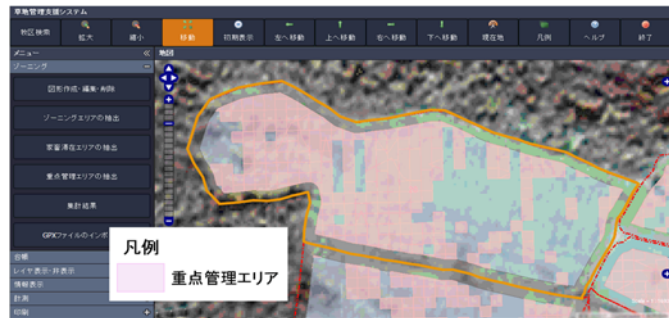 草地管理支援システム
牧区検索
拡大
縮小
移動
初期表示
左へ移動
上へ移動
右へ移動
下へ移動
現在地
凡例
ヘルプ
終了
メニュー
地図
ゾーニング
図形作成・編集・削除
ゾーニングエリアの抽出
家畜滞在エリアの抽出
重点管理エリアの抽出
集計結果
GPXファイルのインポ
台帳
レイヤ表示・非表示
情報表示
計測
印刷
凡例
重点管理エリア